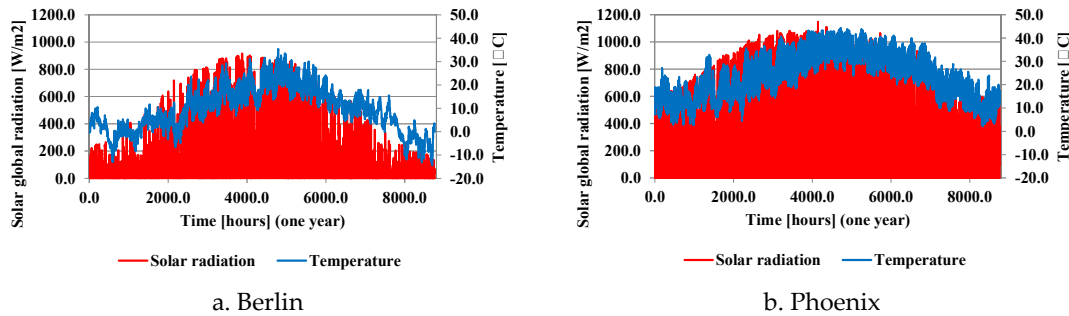 Solar global radiation [W/m2]
1200.0
1000.0
800.0
600.0
400.0
200.0
0.0
50.0
40.0
30.0
20.0
10.0
0.0
-10.0
-20.0
Temperature [□C]
0.0 2000.0 4000.0 6000.0 8000.0
Time [hours] (one year)
Solar radiation Temperature
a. Berlin
Solar global radiation [W/m2]
1200.0
1000.0
800.0
600.0
400.0
200.0
0.0
50.0
40.0
30.0
20.0
10.0
0.0
-10.0
-20.0
Temperature [□C]
0.0 2000.0 4000.0 6000.0 8000.0
Time [hours] (one year)
Solar radiation Temperature
b. Phoenix